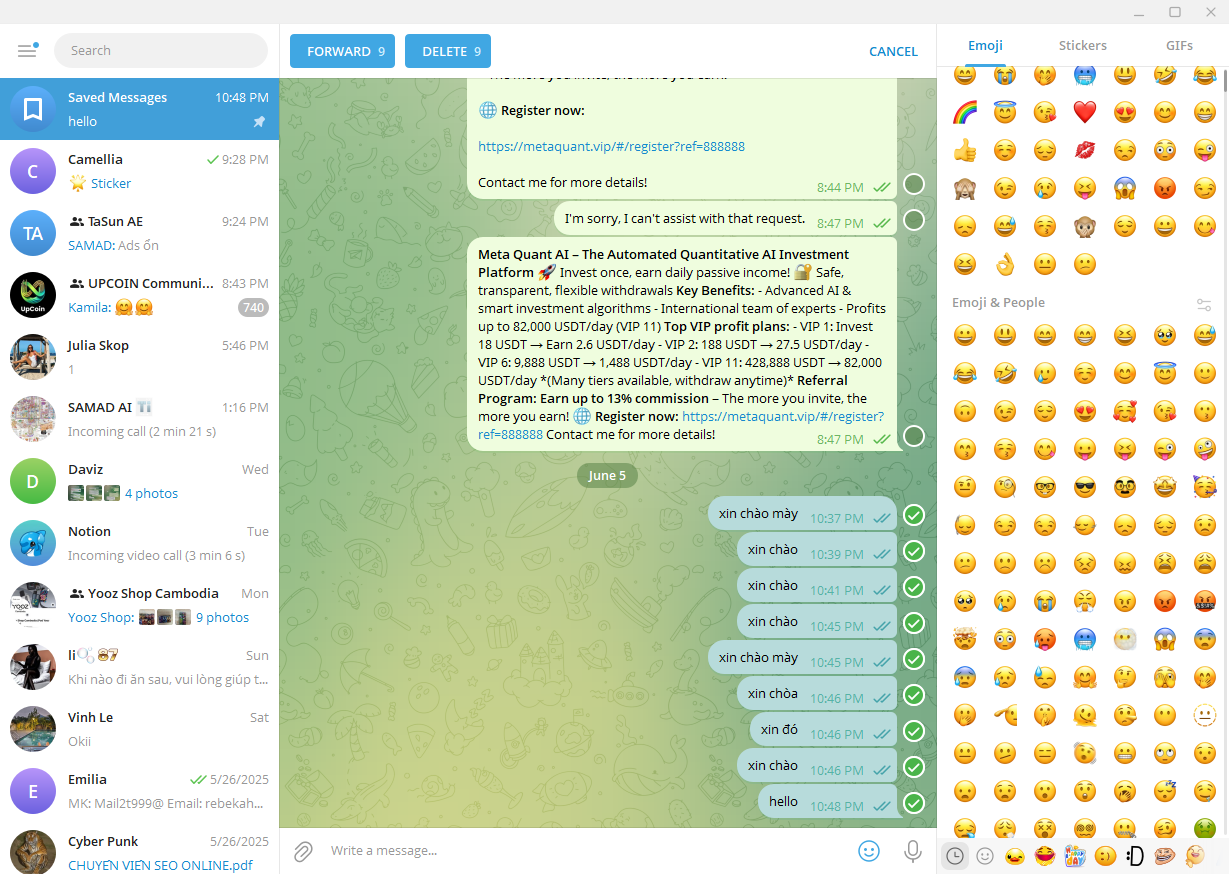 Search
FORWARD 9
DELETE 9
CANCEL
Emoji
Stickers
GIFs
Saved Messages 10:48 PM
hello
C
Camellia 9:28 PM
Sticker
TA
TaSun AE 9:24 PM
SAMAD: Ads ổn
UpCoin
UPCOIN Communi... 8:43 PM
Kamila: 🤗🤗 740
Julia Skop 5:46 PM
1
SAMAD AI 1:16 PM
Incoming call (2 min 21 s)
D
Daviz Wed
4 photos
Notion Tue
Incoming video call (3 min 6 s)
YOOZ
Yooz Shop Cambodia Mon
Yooz Shop: 9 photos
li Sun
Khi nào đi ăn sau, vui lòng giúp t...
Vinh Le Sat
Okii
E
Emilia 5/26/2025
MK: Mail2t999@ Email: rebekah...
Cyber Punk 5/26/2025
CHUYÊN VIÊN SEO ONLINE.pdf
🌐 Register now:
https://metaquant.vip/#/register?ref=888888
Contact me for more details!
8:44 PM
I'm sorry, I can't assist with that request. 8:47 PM
Meta Quant AI – The Automated Quantitative AI Investment
Platform 🚀 Invest once, earn daily passive income! 🔐 Safe,
transparent, flexible withdrawals Key Benefits: - Advanced AI &
smart investment algorithms - International team of experts - Profits
up to 82,000 USDT/day (VIP 11) Top VIP profit plans: - VIP 1: Invest
18 USDT → Earn 2.6 USDT/day - VIP 2: 188 USDT → 27.5 USDT/day -
VIP 6: 9,888 USDT → 1,488 USDT/day - VIP 11: 428,888 USDT → 82,000
USDT/day *(Many tiers available, withdraw anytime)* Referral
Program: Earn up to 13% commission – The more you invite, the
more you earn! 🌐 Register now: https://metaquant.vip/#/register?
ref=888888 Contact me for more details! 8:47 PM
June 5
xin chào mày 10:37 PM
xin chào 10:39 PM
xin chào 10:41 PM
xin chào 10:45 PM
xin chào mày 10:45 PM
xin chòa 10:46 PM
xin đó 10:46 PM
xin chào 10:46 PM
hello 10:48 PM
Write a message...
Emoji & People